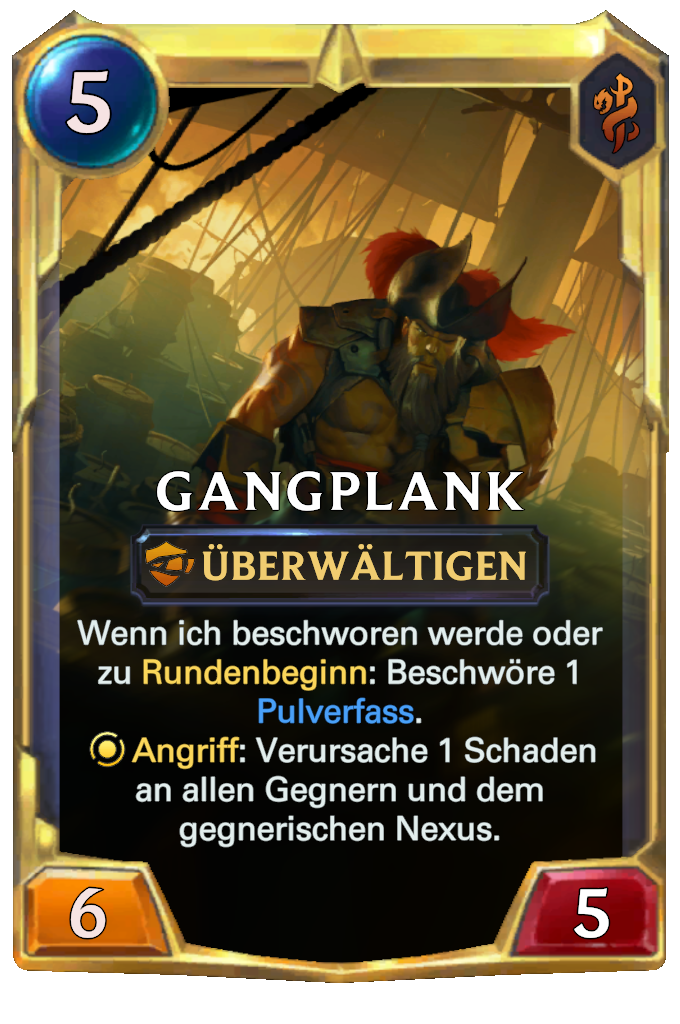 5
GANGPLANK
ÜBERWÄLTIGEN
Wenn ich beschworen werde oder
zu Rundenbeginn: Beschwöre 1
Pulverfass.
Angriff: Verursache 1 Schaden
an allen Gegnern und dem
gegnerischen Nexus.
6
5